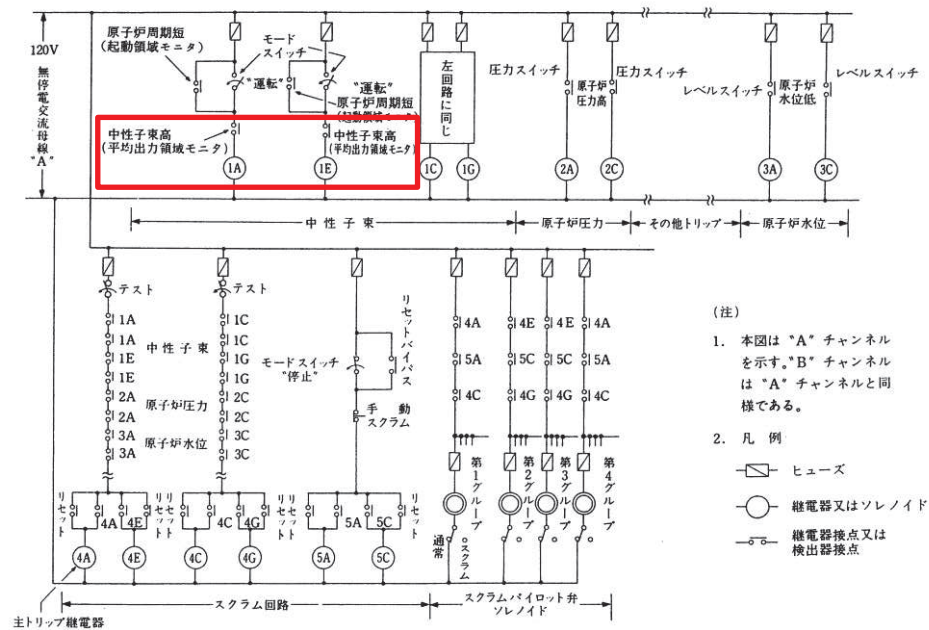 120V
無停電交流母線"A"
原子炉周期短
(起動領域モニタ)
モード
スイッチ
"運転"
"運転"
原子炉周期短
(起動領域モニタ)
中性子束高
(平均出力領域モニタ)
中性子束高
(平均出力領域モニタ)
左回路に同じ
圧力スイッチ
原子炉
圧力高
圧力スイッチ
レベルスイッチ
原子炉
水位低
レベルスイッチ
1A
1E
1C
1G
2A
2C
3A
3C
中性子束
原子炉圧力
その他トリップ
原子炉水位
テスト
テスト
1A
1A
1E
1E
2A
2A
3A
3A
中性子束
原子炉圧力
原子炉水位
1C
1C
1G
1G
2C
2C
3C
3C
モードスイッチ
"停止"
リセットバイパス
手動
スクラム
4A
5A
4C
4E
5C
4G
4E
5C
4G
4A
5A
4C
リセット
4A
4E
リセット
リセット
4C
4G
リセット
リセット
5A
5C
リセット
4A
4E
4C
4G
5A
5C
第1グループ
第2グループ
第3グループ
第4グループ
通常
スクラム
主トリップ継電器
スクラム回路
スクラムパイロット弁
ソレノイド
(注)
1. 本図は"A"チャンネル
を示す。"B"チャンネル
は"A"チャンネルと同
様である。
2. 凡例
ヒューズ
継電器又はソレノイド
継電器接点又は
検出器接点